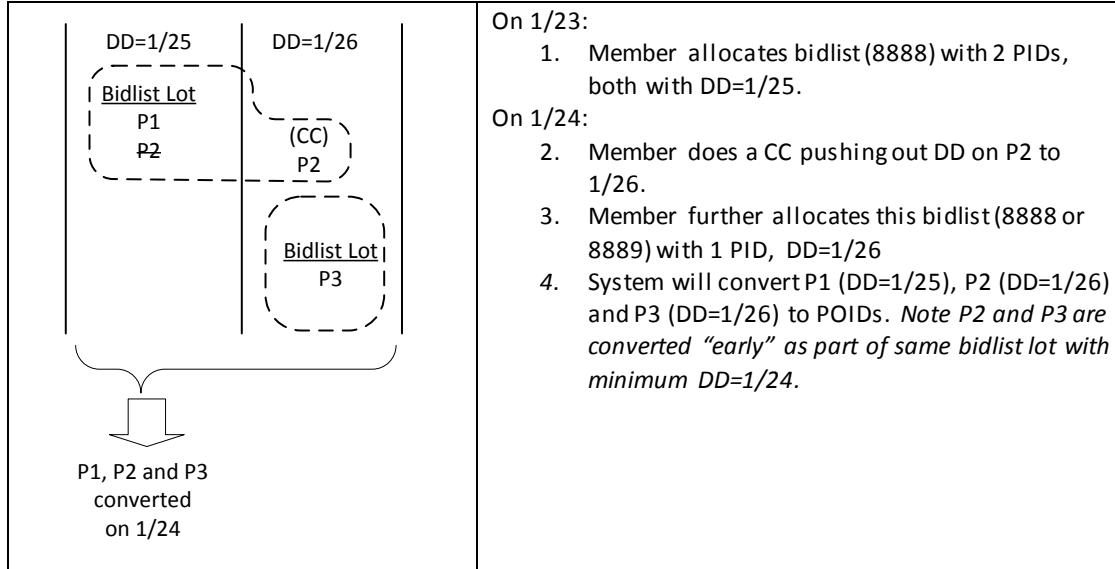 DD=1/25
DD=1/26
Bidlist Lot
P1
P2
(CC)
P2
Bidlist Lot
P3
P1, P2 and P3
converted
on 1/24
On 1/23:
1. Member allocates bidlist (8888) with 2 PIDs,
both with DD=1/25.
On 1/24:
2. Member does a CC pushing out DD on P2 to
1/26.
3. Member further allocates this bidlist (8888 or
8889) with 1 PID, DD=1/26
4. System will convert P1 (DD=1/25), P2 (DD=1/26)
and P3 (DD=1/26) to POIDs. Note P2 and P3 are
converted “early” as part of same bidlist lot with
minimum DD=1/24.